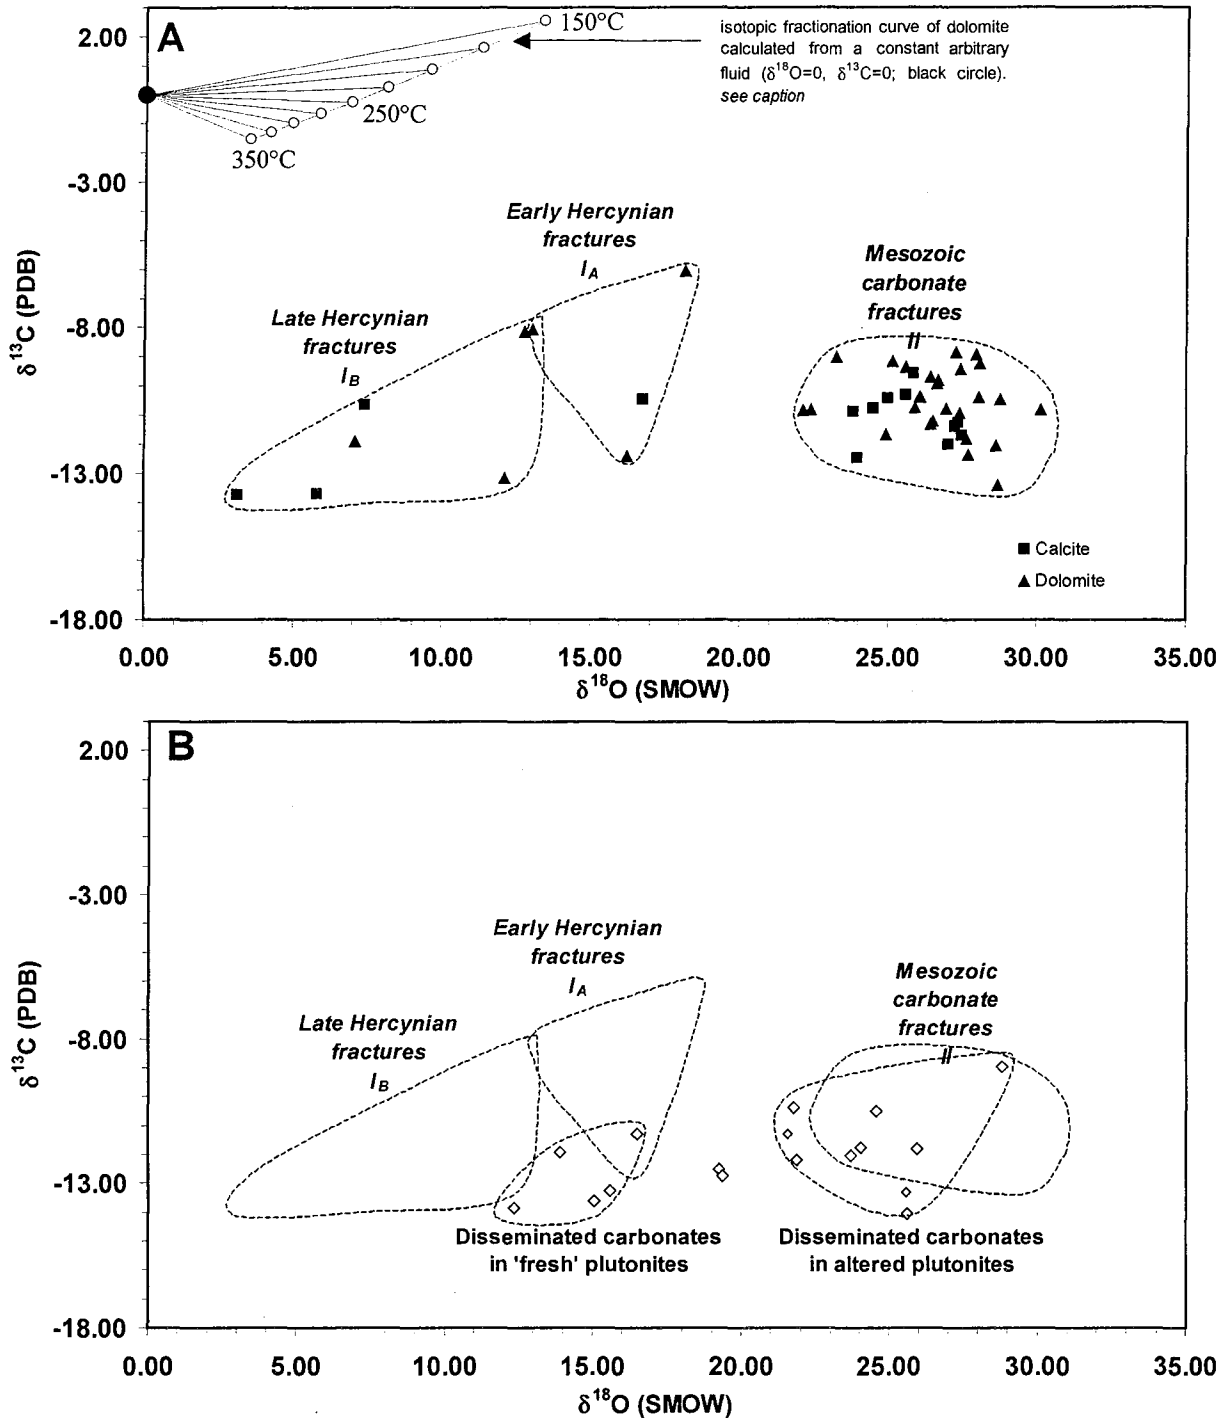 A
150°C
isotopic fractionation curve of dolomite
calculated from a constant arbitrary
fluid (δ18O=0, δ13C=0; black circle).
see caption
250°C
350°C
2.00
-3.00
-8.00
-13.00
-18.00
δ13C (PDB)
Early Hercynian
fractures
IA
Late Hercynian
fractures
IB
Mesozoic
carbonate
fractures
II
Calcite
Dolomite
0.00 5.00 10.00 15.00 20.00 25.00 30.00 35.00
δ18O (SMOW)
B
2.00
-3.00
-8.00
-13.00
-18.00
δ13C (PDB)
Early Hercynian
fractures
IA
Late Hercynian
fractures
IB
Mesozoic
carbonate
fractures
II
Disseminated carbonates
in 'fresh' plutonites
Disseminated carbonates
in altered plutonites
0.00 5.00 10.00 15.00 20.00 25.00 30.00 35.00
δ18O (SMOW)